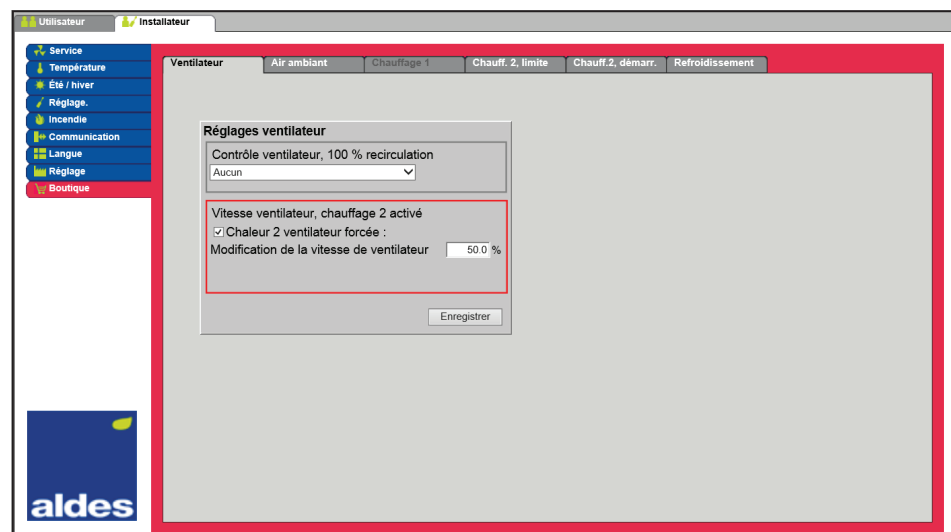 Utilisateur
Installateur
Service
Température
Été / hiver
Réglage.
Incendie
Communication
Langue
Réglage
Boutique
Ventilateur
Air ambiant
Chauffage 1
Chauff. 2, limite
Chauff.2, démarr.
Refroidissement
Réglages ventilateur
Contrôle ventilateur, 100 % recirculation
Aucun
Vitesse ventilateur, chauffage 2 activé
Chaleur 2 ventilateur forcée :
Modification de la vitesse de ventilateur 50.0 %
Enregistrer
aldes